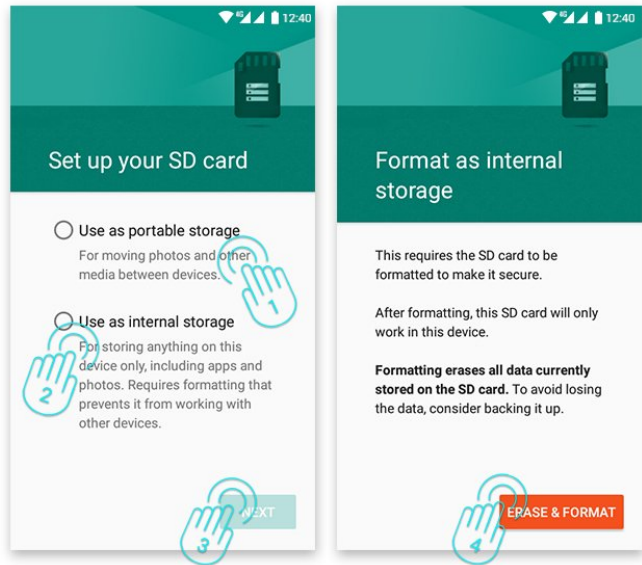 4G 12:40
Set up your SD card
Use as portable storage
For moving photos and other
media between devices.
1
Use as internal storage
For storing anything on this
device only, including apps and
photos. Requires formatting that
prevents it from working with
other devices.
2
NEXT
3
4G 12:40
Format as internal
storage
This requires the SD card to be
formatted to make it secure.
After formatting, this SD card will only
work in this device.
Formatting erases all data currently
stored on the SD card. To avoid losing
the data, consider backing it up.
ERASE & FORMAT
4